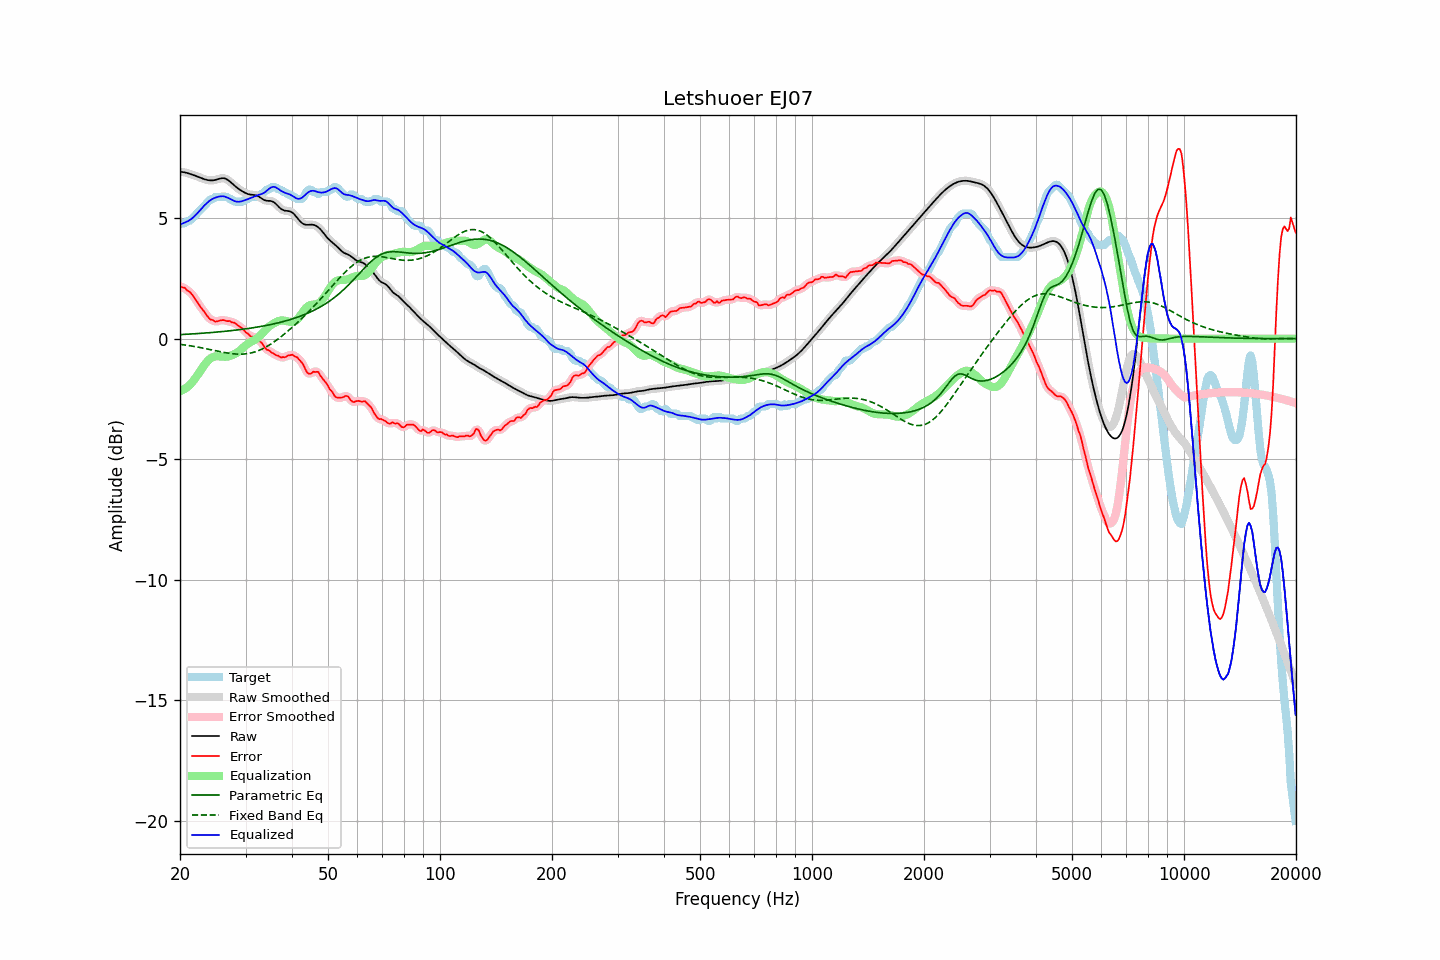 Letshuoer EJ07
Amplitude (dBr)
5
0
−5
−10
−15
−20
Target
Raw Smoothed
Error Smoothed
Raw
Error
Equalization
Parametric Eq
Fixed Band Eq
Equalized
20 50 100 200 500 1000 2000 5000 10000 20000
Frequency (Hz)